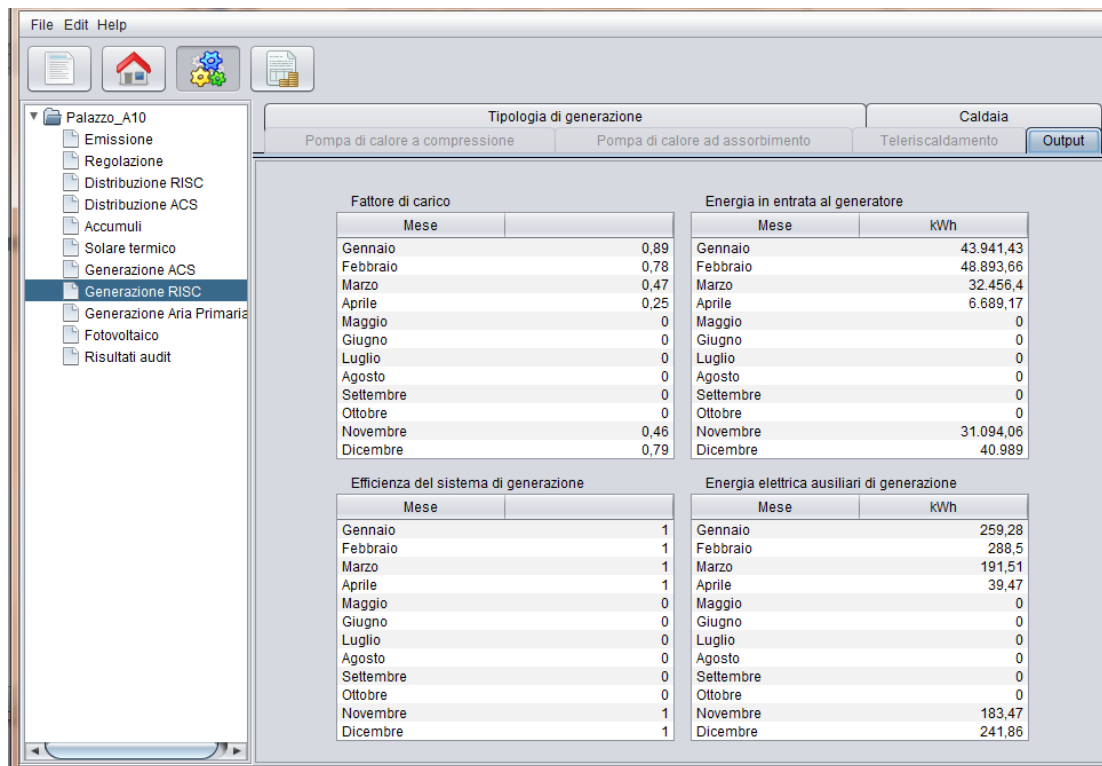 File Edit Help
Palazzo_A10
Emissione
Regolazione
Distribuzione RISC
Distribuzione ACS
Accumuli
Solare termico
Generazione ACS
Generazione RISC
Generazione Aria Primaria
Fotovoltaico
Risultati audit
Tipologia di generazione Caldaia
Pompa di calore a compressione Pompa di calore ad assorbimento Teleriscaldamento Output
Fattore di carico
Mese
Gennaio 0,89
Febbraio 0,78
Marzo 0,47
Aprile 0,25
Maggio 0
Giugno 0
Luglio 0
Agosto 0
Settembre 0
Ottobre 0
Novembre 0,46
Dicembre 0,79
Energia in entrata al generatore
Mese kWh
Gennaio 43.941,43
Febbraio 48.893,66
Marzo 32.456,4
Aprile 6.689,17
Maggio 0
Giugno 0
Luglio 0
Agosto 0
Settembre 0
Ottobre 0
Novembre 31.094,06
Dicembre 40.989
Efficienza del sistema di generazione
Mese
Gennaio 1
Febbraio 1
Marzo 1
Aprile 1
Maggio 0
Giugno 0
Luglio 0
Agosto 0
Settembre 0
Ottobre 0
Novembre 1
Dicembre 1
Energia elettrica ausiliari di generazione
Mese kWh
Gennaio 259,28
Febbraio 288,5
Marzo 191,51
Aprile 39,47
Maggio 0
Giugno 0
Luglio 0
Agosto 0
Settembre 0
Ottobre 0
Novembre 183,47
Dicembre 241,86